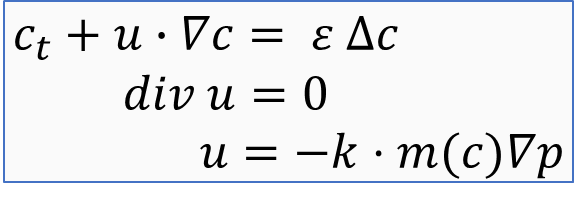 c_t + u · ∇c = ε Δc
div u = 0
u = −k · m(c)∇p